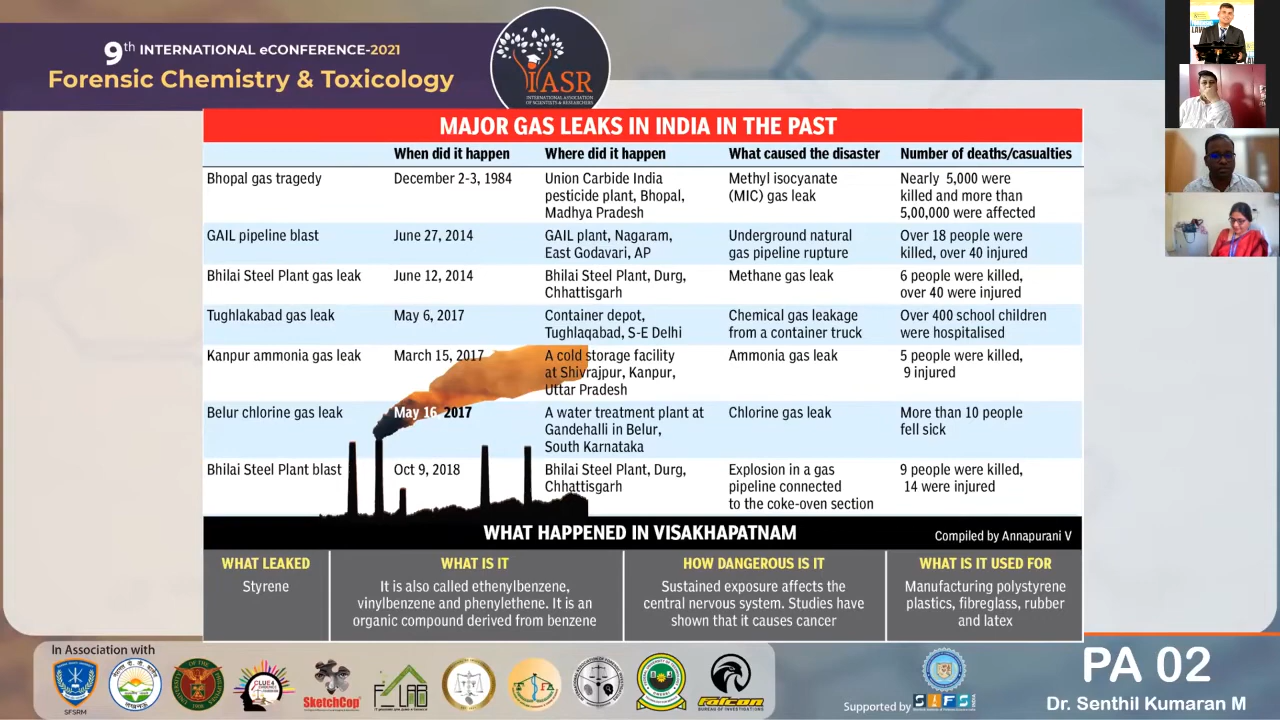 9th INTERNATIONAL eCONFERENCE-2021
Forensic Chemistry & Toxicology
IASR
INTERNATIONAL ASSOCIATION
OF SCIENTISTS & RESEARCHERS
LAW
MAJOR GAS LEAKS IN INDIA IN THE PAST
When did it happen Where did it happen What caused the disaster Number of deaths/casualties
Bhopal gas tragedy December 2-3, 1984 Union Carbide India Methyl isocyanate Nearly 5,000 were
pesticide plant, Bhopal, (MIC) gas leak killed and more than
Madhya Pradesh 5,00,000 were affected
GAIL pipeline blast June 27, 2014 GAIL plant, Nagaram, Underground natural Over 18 people were
East Godavari, AP gas pipeline rupture killed, over 40 injured
Bhilai Steel Plant gas leak June 12, 2014 Bhilai Steel Plant, Durg, Methane gas leak 6 people were killed,
Chhattisgarh over 40 were injured
Tughlakabad gas leak May 6, 2017 Container depot, Chemical gas leakage Over 400 school children
Tughlaqabad, S-E Delhi from a container truck were hospitalised
Kanpur ammonia gas leak March 15, 2017 A cold storage facility Ammonia gas leak 5 people were killed,
at Shivrajpur, Kanpur, 9 injured
Uttar Pradesh
Belur chlorine gas leak May 16, 2017 A water treatment plant at Chlorine gas leak More than 10 people
Gandehalli in Belur, fell sick
South Karnataka
Bhilai Steel Plant blast Oct 9, 2018 Bhilai Steel Plant, Durg, Explosion in a gas 9 people were killed,
Chhattisgarh pipeline connected 14 were injured
to the coke-oven section
WHAT HAPPENED IN VISAKHAPATNAM Compiled by Annapurani V
WHAT LEAKED WHAT IS IT HOW DANGEROUS IS IT WHAT IS IT USED FOR
Styrene It is also called ethenylbenzene, Sustained exposure affects the Manufacturing polystyrene
vinylbenzene and phenylethene. It is an central nervous system. Studies have plastics, fibreglass, rubber
organic compound derived from benzene shown that it causes cancer and latex
In Association with
SFSRM
CLUE4
SketchCop
F LAB
falcon
BUREAU OF INVESTIGATIONS
Supported by
SIFS
PA 02
Dr. Senthil Kumaran M